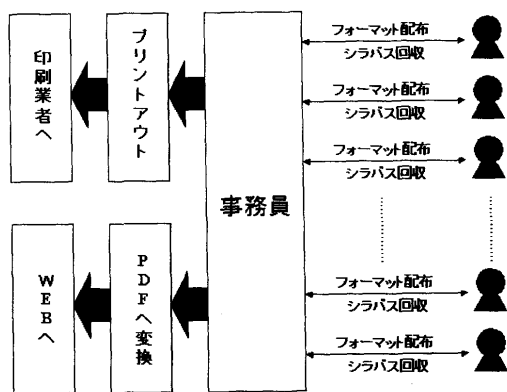 印刷業者へ
プリントアウト
事務員
WEBへ
PDFへ変換
フォーマット配布
シラバス回収
フォーマット配布
シラバス回収
フォーマット配布
シラバス回収
フォーマット配布
シラバス回収
フォーマット配布
シラバス回収